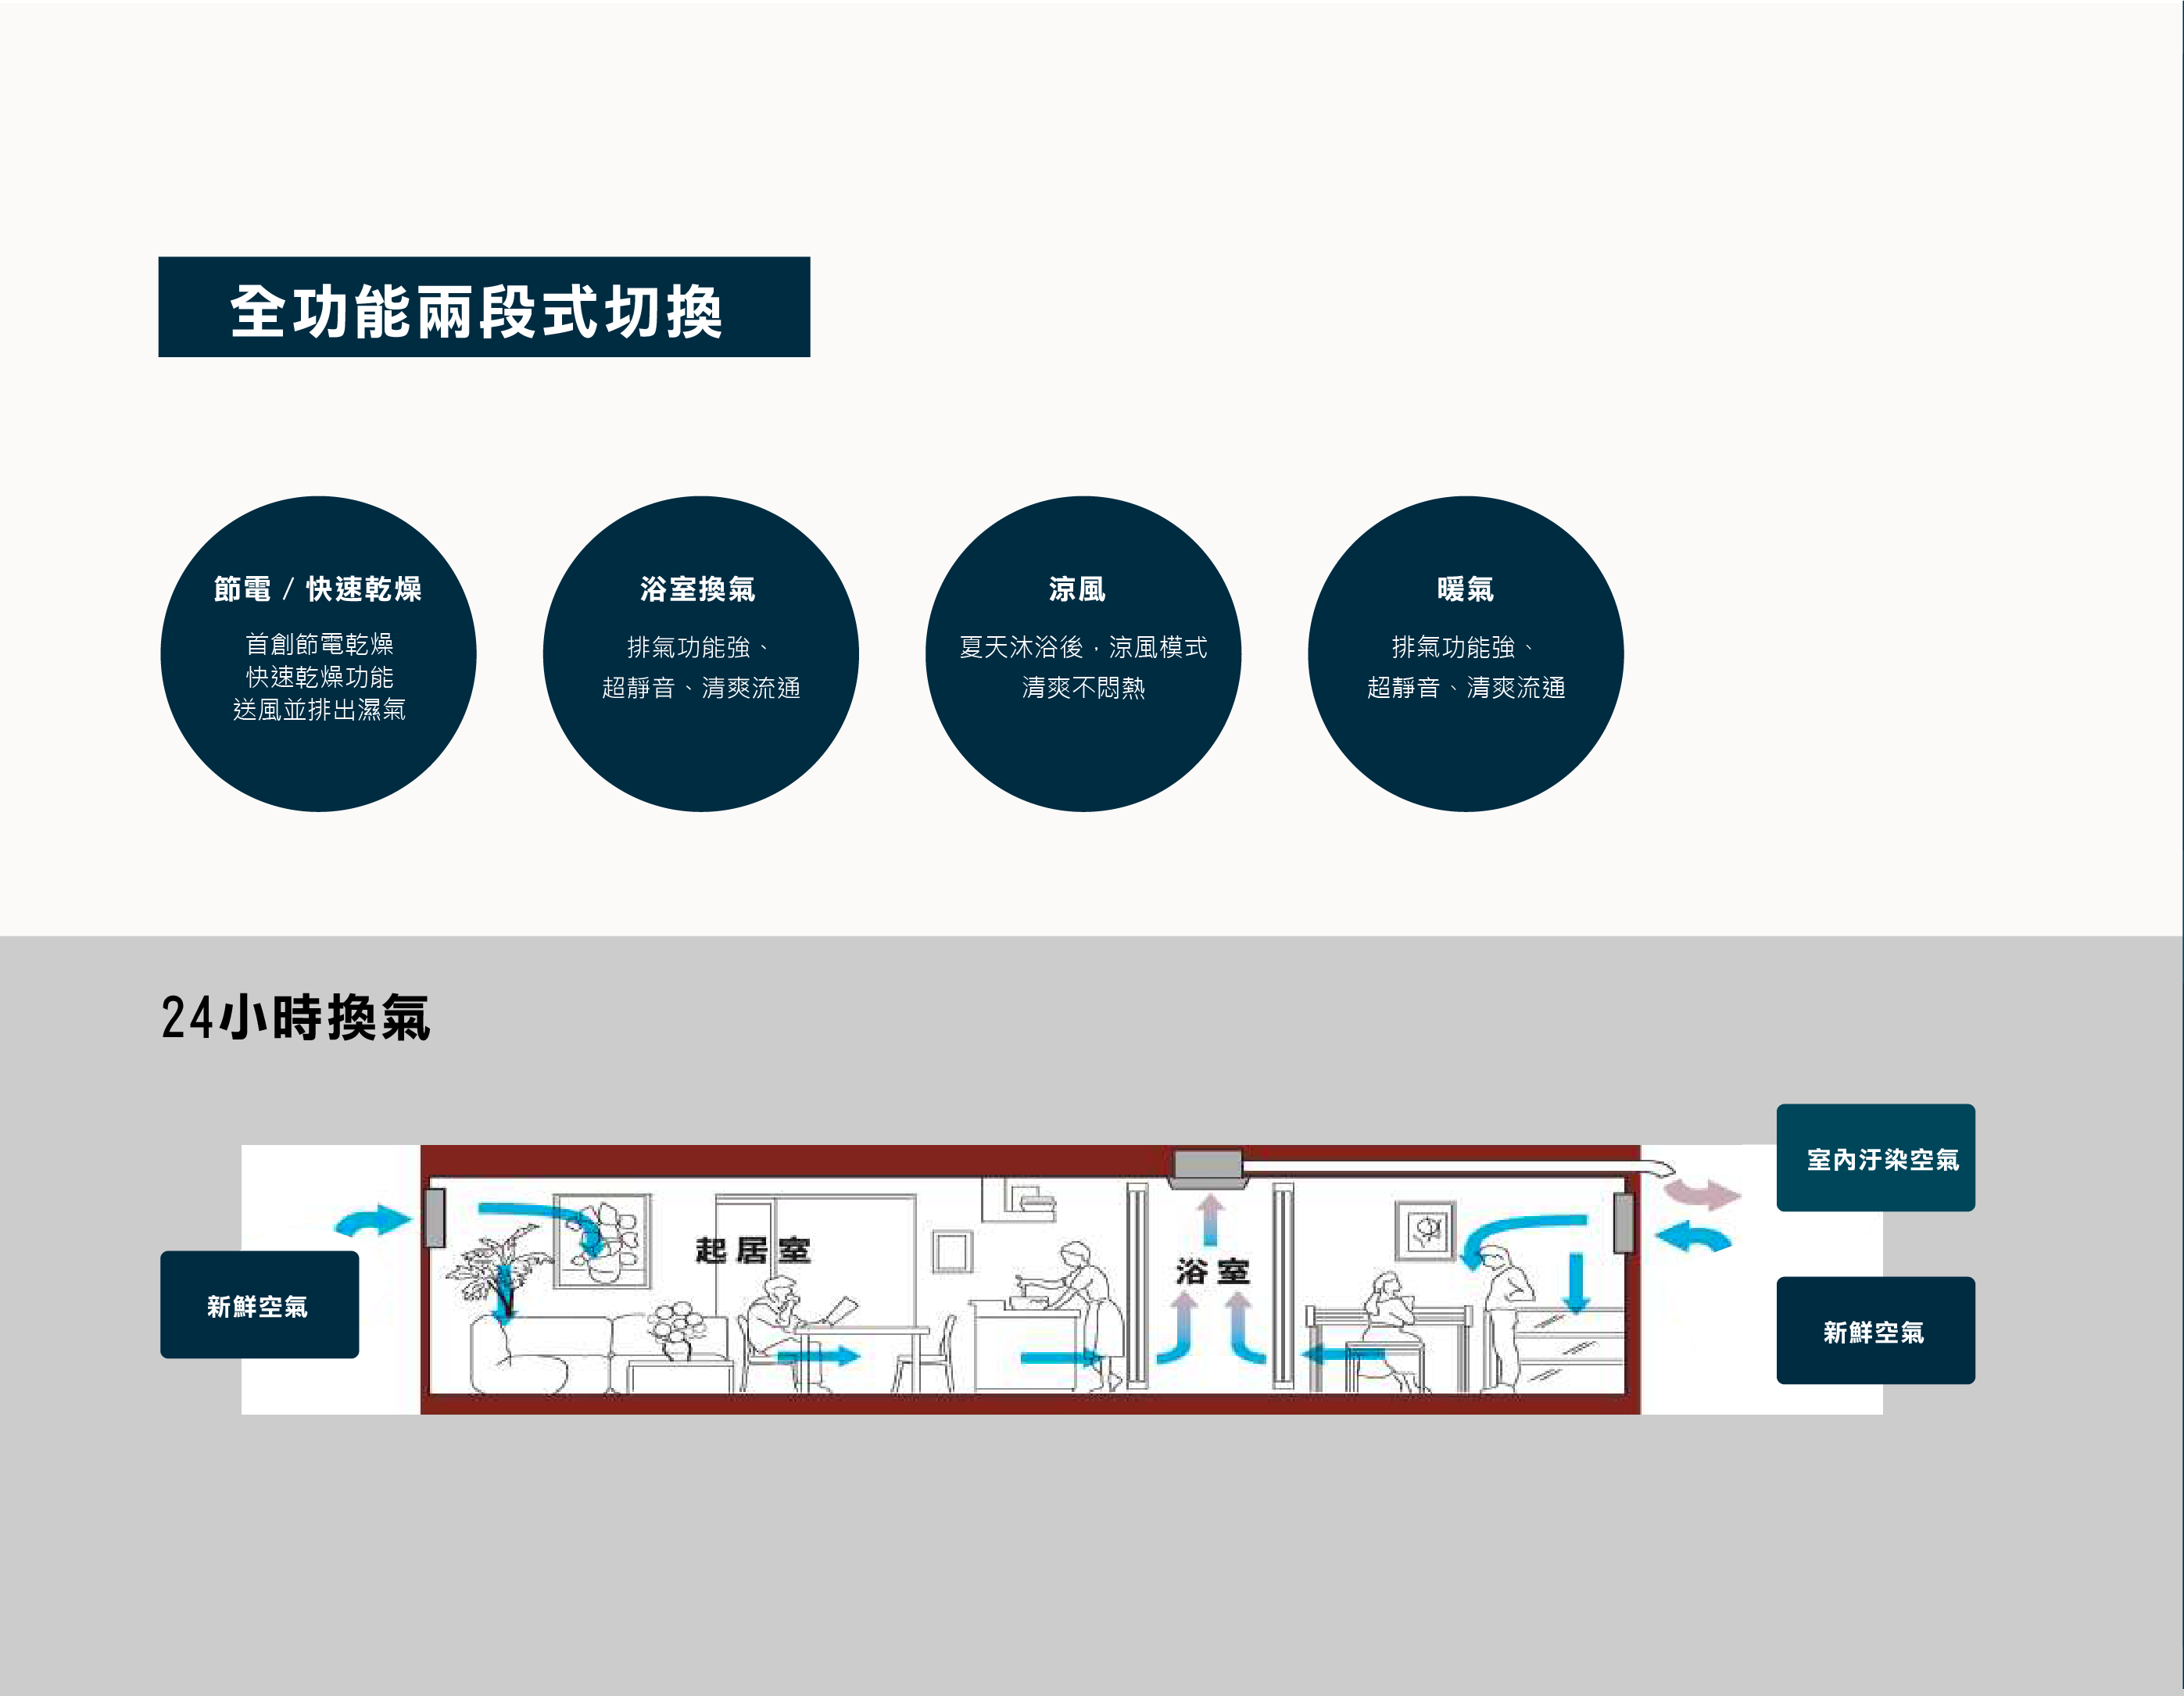 全功能兩段式切換
節電 / 快速乾燥
首創節電乾燥
快速乾燥功能
送風並排出濕氣
浴室換氣
排氣功能強、
超靜音、清爽流通
涼風
夏天沐浴後，涼風模式
清爽不悶熱
暖氣
排氣功能強、
超靜音、清爽流通
24小時換氣
室內汙染空氣
起居室
浴室
新鮮空氣
新鮮空氣